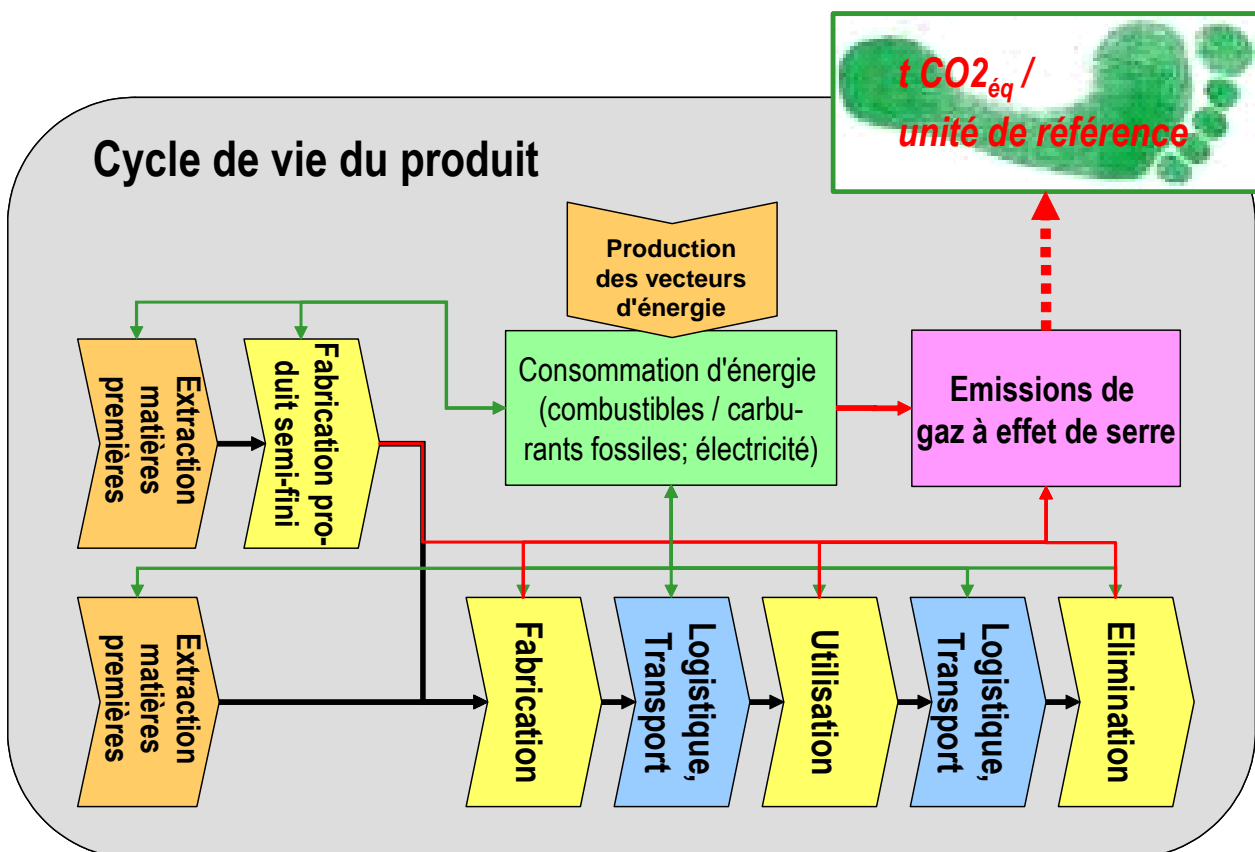 t CO2éq /
unité de référence
Cycle de vie du produit
Production
des vecteurs
d'énergie
Extraction
matières
premières
Fabrication pro-
duit semi-fini
Consommation d'énergie
(combustibles / carbu-
rants fossiles; électricité)
Emissions de
gaz à effet de serre
Extraction
matières
premières
Fabrication
Logistique,
Transport
Utilisation
Logistique,
Transport
Elimination